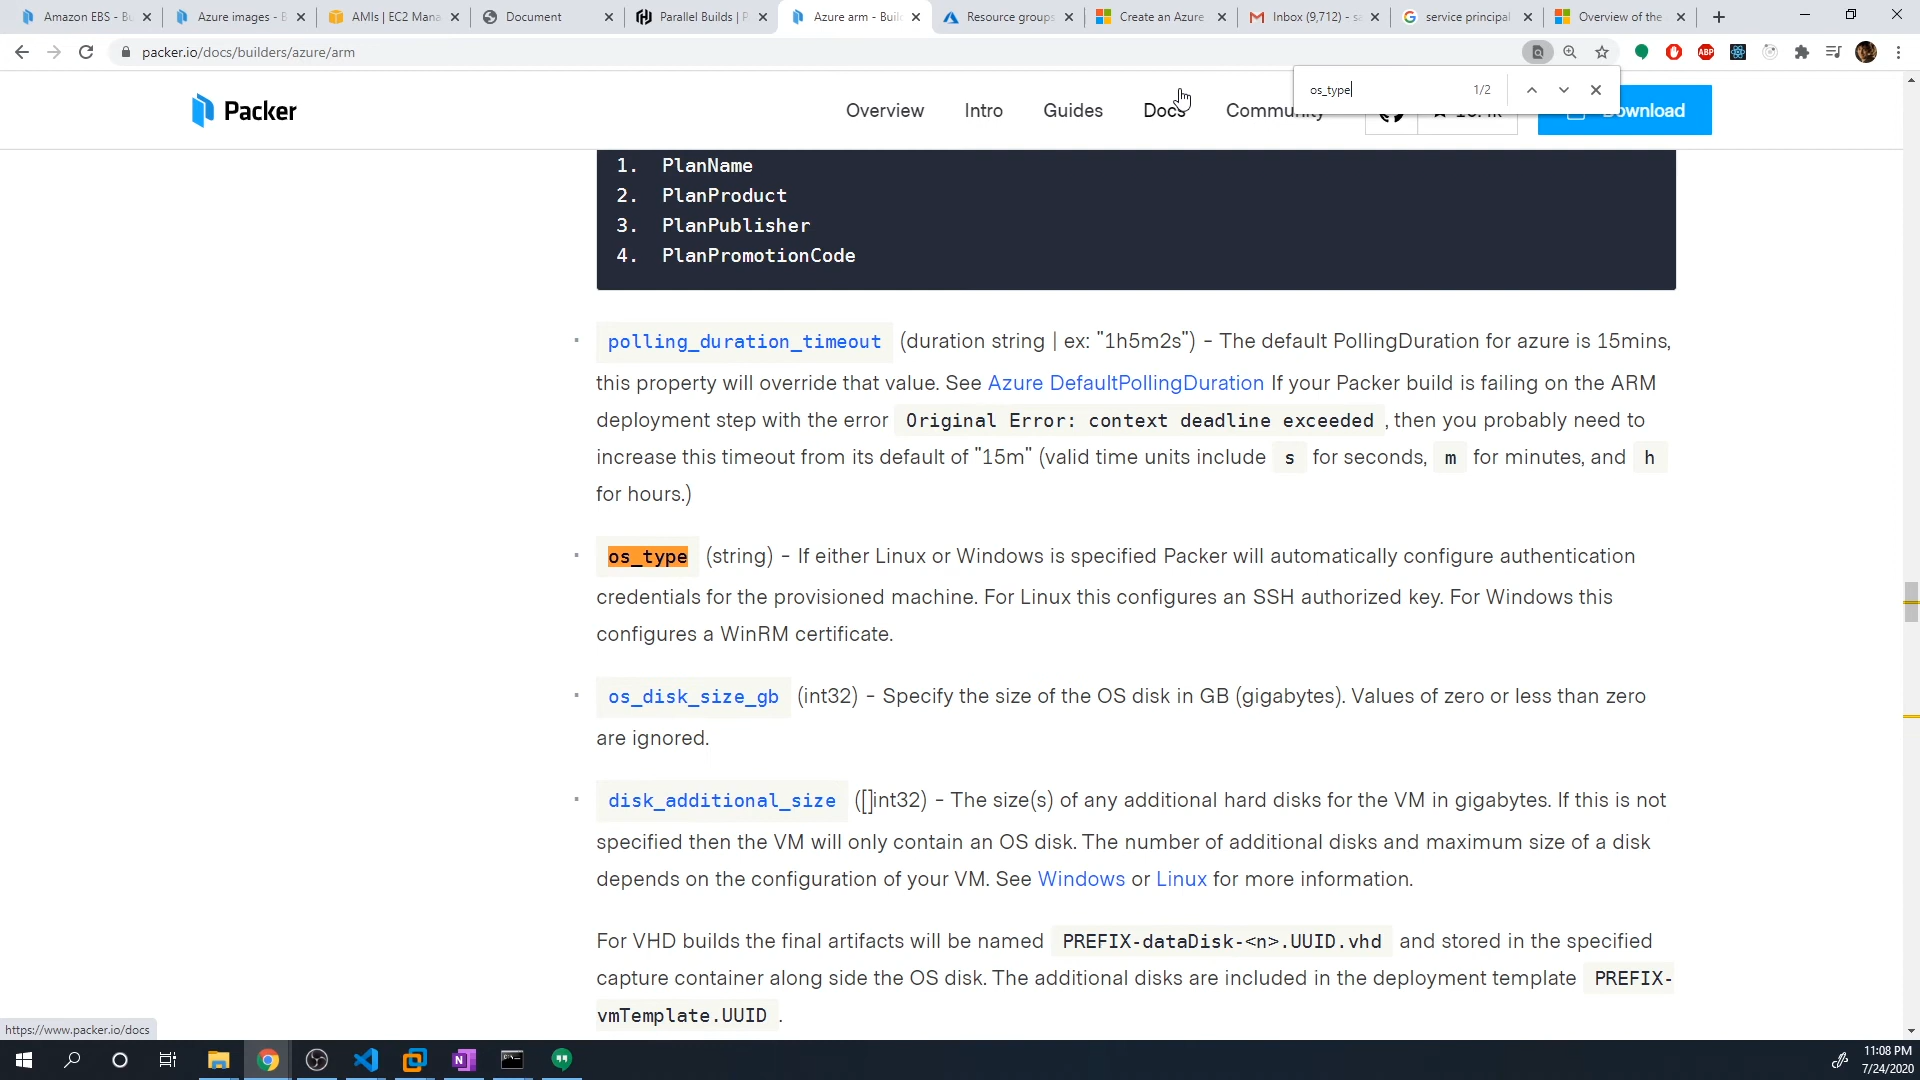 Amazon EBS - Bu
Azure images - B
AMIs | EC2 Mana
Document
Parallel Builds | P
Azure arm - Buil
Resource groups
Create an Azure
Inbox (9,712) - sa
service principal
Overview of the
packer.io/docs/builders/azure/arm
os_type
1/2
Packer
Overview
Intro
Guides
Docs
Community
Download
1. PlanName
2. PlanProduct
3. PlanPublisher
4. PlanPromotionCode
polling_duration_timeout (duration string | ex: "1h5m2s") - The default PollingDuration for azure is 15mins,
this property will override that value. See Azure DefaultPollingDuration If your Packer build is failing on the ARM
deployment step with the error Original Error: context deadline exceeded , then you probably need to
increase this timeout from its default of "15m" (valid time units include s for seconds, m for minutes, and h
for hours.)
os_type (string) - If either Linux or Windows is specified Packer will automatically configure authentication
credentials for the provisioned machine. For Linux this configures an SSH authorized key. For Windows this
configures a WinRM certificate.
os_disk_size_gb (int32) - Specify the size of the OS disk in GB (gigabytes). Values of zero or less than zero
are ignored.
disk_additional_size ([]int32) - The size(s) of any additional hard disks for the VM in gigabytes. If this is not
specified then the VM will only contain an OS disk. The number of additional disks and maximum size of a disk
depends on the configuration of your VM. See Windows or Linux for more information.
For VHD builds the final artifacts will be named PREFIX-dataDisk-<n>.UUID.vhd and stored in the specified
capture container along side the OS disk. The additional disks are included in the deployment template PREFIX-
vmTemplate.UUID .
https://www.packer.io/docs
11:08 PM
7/24/2020